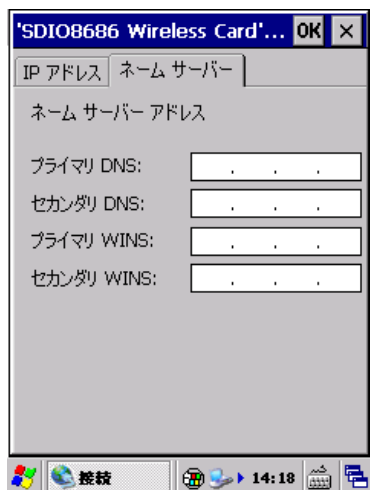 'SDIO8686 Wireless Card'... OK ×
IP アドレス ネーム サーバー
ネーム サーバー アドレス
プライマリ DNS: . . .
セカンダリ DNS: . . .
プライマリ WINS: . . .
セカンダリ WINS: . . .
接続 14:18